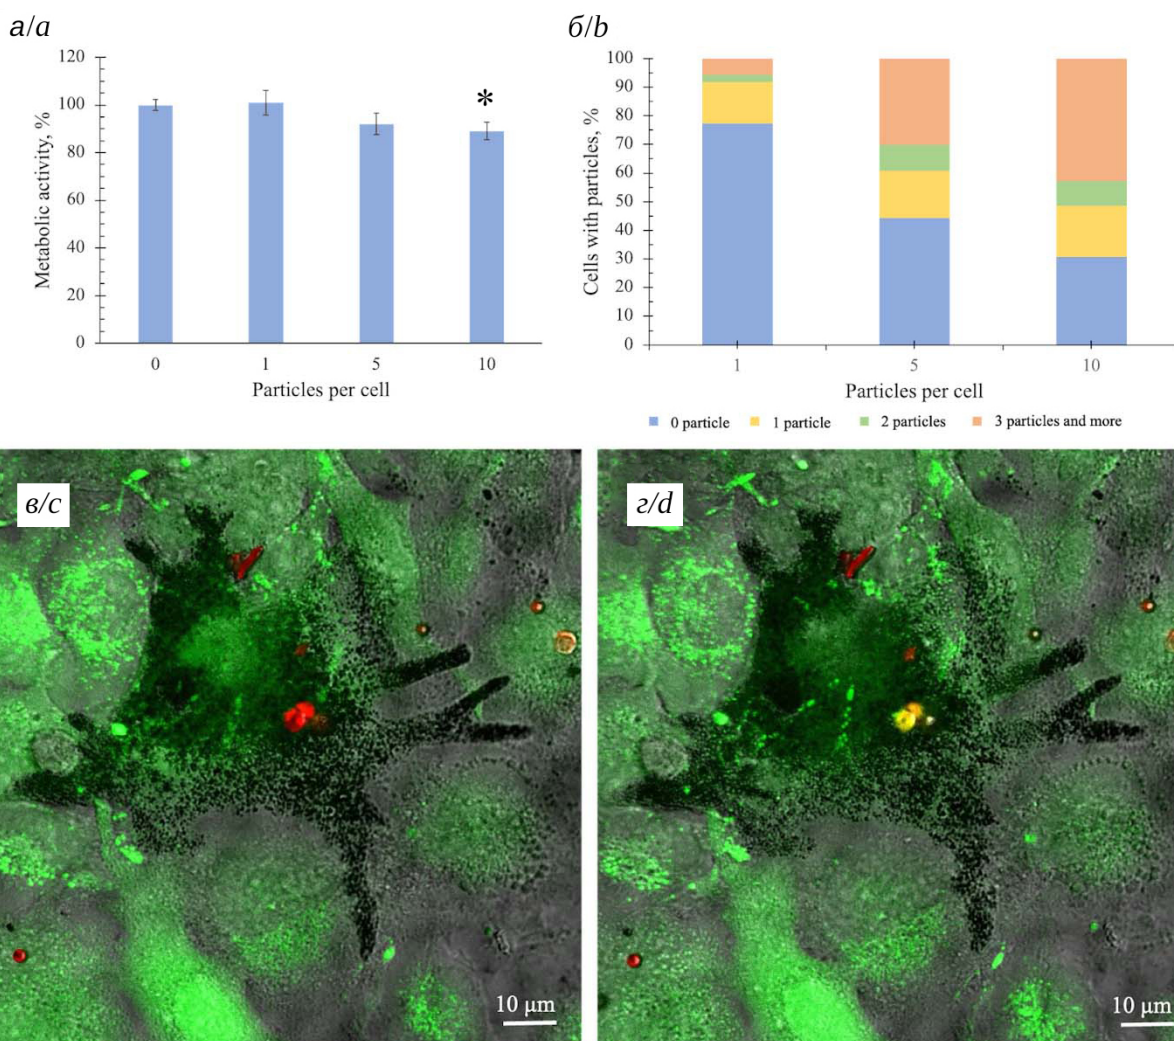 а/a
120
100
80
60
40
20
0
Metabolic activity, %
*
0 1 5 10
Particles per cell
б/b
100
90
80
70
60
50
40
30
20
10
0
Cells with particles, %
1 5 10
Particles per cell
0 particle 1 particle 2 particles 3 particles and more
в/c
10 µm
г/d
10 µm